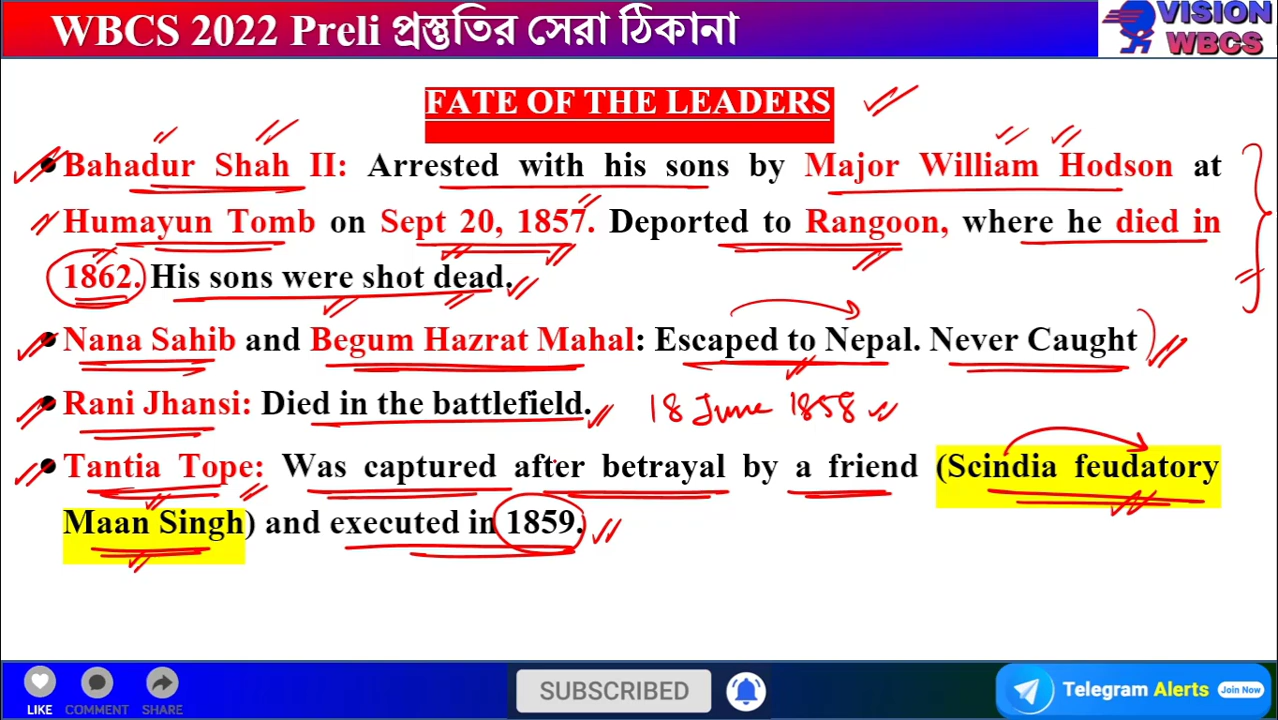 WBCS 2022 Preli প্রস্তুতির সেরা ঠিকানা
VISION
WBCS
FATE OF THE LEADERS
Bahadur Shah II: Arrested with his sons by Major William Hodson at
Humayun Tomb on Sept 20, 1857. Deported to Rangoon, where he died in
1862. His sons were shot dead.
Nana Sahib and Begum Hazrat Mahal: Escaped to Nepal. Never Caught
Rani Jhansi: Died in the battlefield. 18 June 1858
Tantia Tope: Was captured after betrayal by a friend (Scindia feudatory
Maan Singh) and executed in 1859.
LIKE COMMENT SHARE SUBSCRIBED Telegram Alerts Join Now